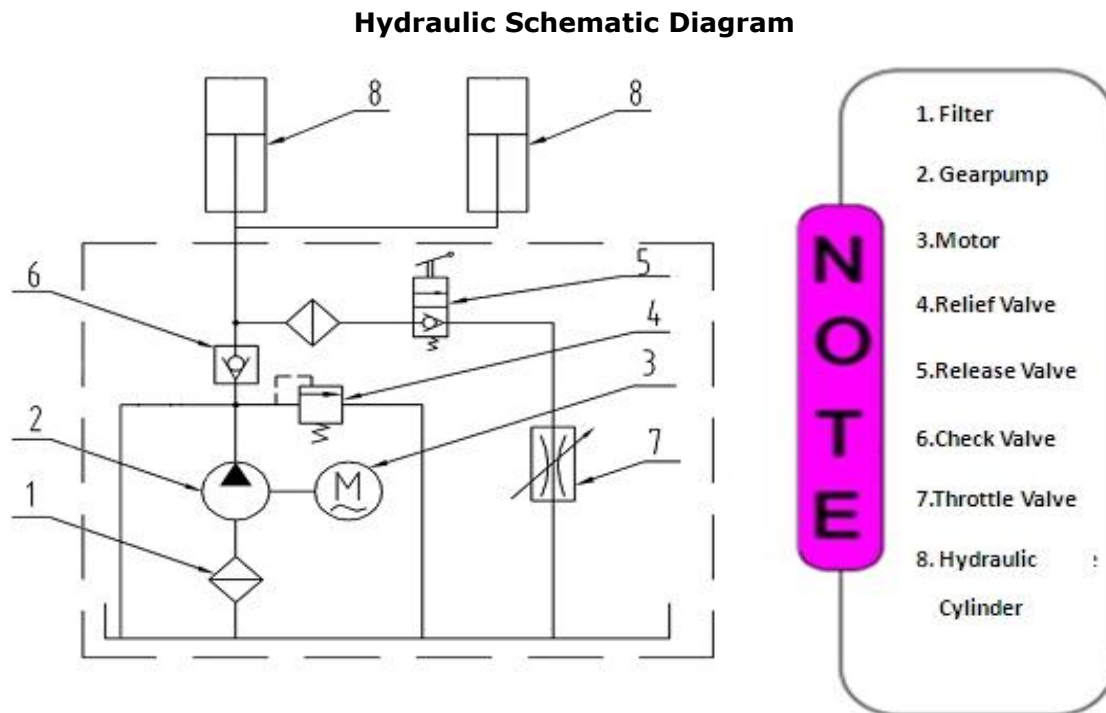 Hydraulic Schematic Diagram
8
8
6
5
4
3
2
7
1
M
NOTE
1. Filter
2. Gearpump
3.Motor
4.Relief Valve
5.Release Valve
6.Check Valve
7.Throttle Valve
8. Hydraulic
Cylinder